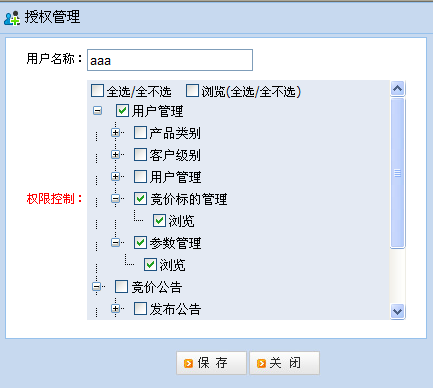 授权管理
用户名称： aaa
全选/全不选 浏览(全选/全不选)
用户管理
产品类别
客户级别
用户管理
权限控制： 竞价标的管理
浏览
参数管理
浏览
竞价公告
发布公告
保 存 关 闭